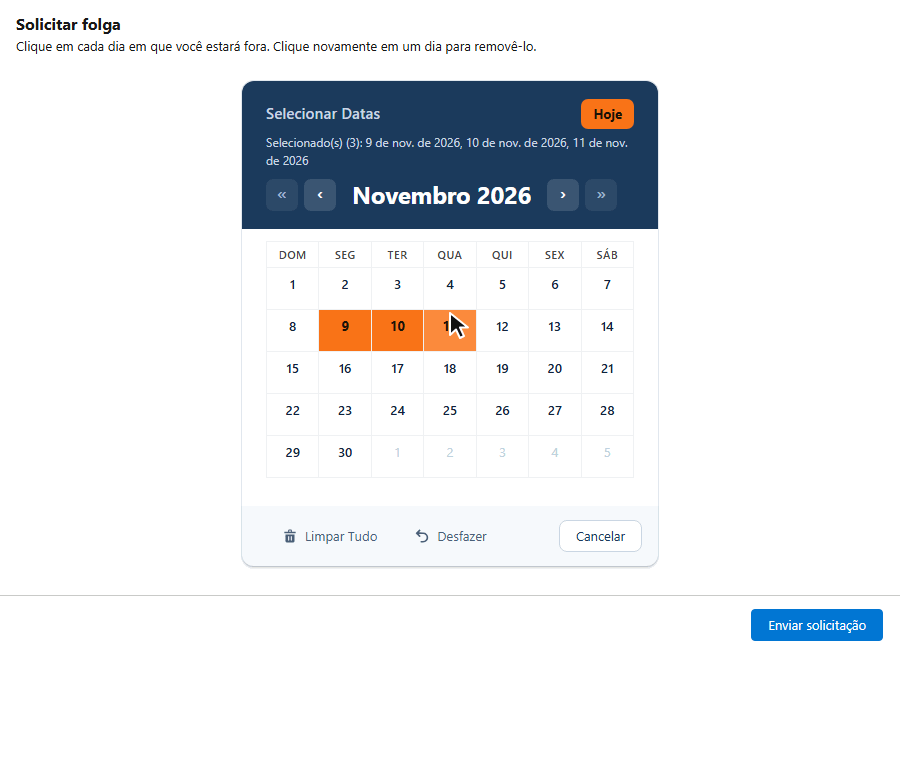 Solicitar folga
Clique em cada dia em que você estará fora. Clique novamente em um dia para removê-lo.
Selecionar Datas
Hoje
Selecionado(s) (3): 9 de nov. de 2026, 10 de nov. de 2026, 11 de nov.
de 2026
« ‹ Novembro 2026 › »
DOM SEG TER QUA QUI SEX SÁB
1 2 3 4 5 6 7
8 9 10 12 13 14
15 16 17 18 19 20 21
22 23 24 25 26 27 28
29 30 1 2 3 4 5
Limpar Tudo Desfazer Cancelar
Enviar solicitação